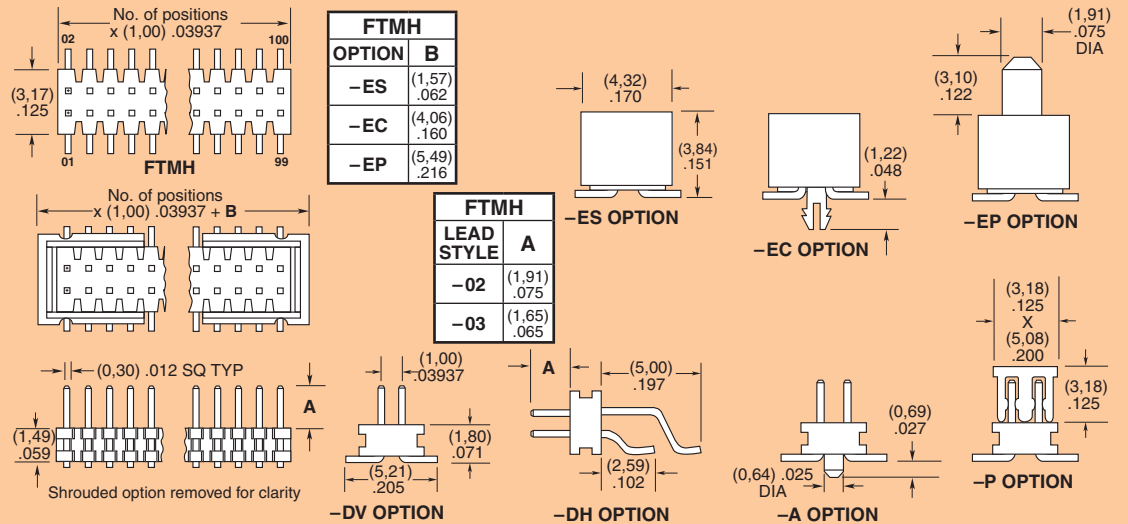 No. of positions
x (1,00) .03937
02
100
(3,17)
.125
01
99
FTMH
FTMH
OPTION B
–ES (1,57) .062
–EC (4,06) .160
–EP (5,49) .216
(4,32)
.170
(3,84)
.151
–ES OPTION
(1,22)
.048
–EC OPTION
(1,91)
.075
DIA
(3,10)
.122
–EP OPTION
No. of positions
x (1,00) .03937 + B
FTMH
LEAD STYLE A
–02 (1,91) .075
–03 (1,65) .065
(0,30) .012 SQ TYP
A
(1,49)
.059
Shrouded option removed for clarity
(1,00)
.03937
(1,80)
.071
(5,21)
.205
–DV OPTION
A
(5,00)
.197
(2,59)
.102
–DH OPTION
(0,69)
.027
(0,64) .025
DIA
–A OPTION
(3,18)
.125
X
(5,08)
.200
(3,18)
.125
–P OPTION